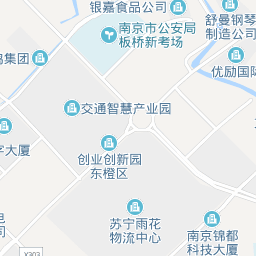 银嘉食品公司
南京市公安局
板桥新考场
舒曼钢琴
制造公司
集团
优励国际
交通智慧产业园
创业创新园
东橙区
大厦
苏宁雨花
物流中心
南京锦都
科技大厦
司
X303